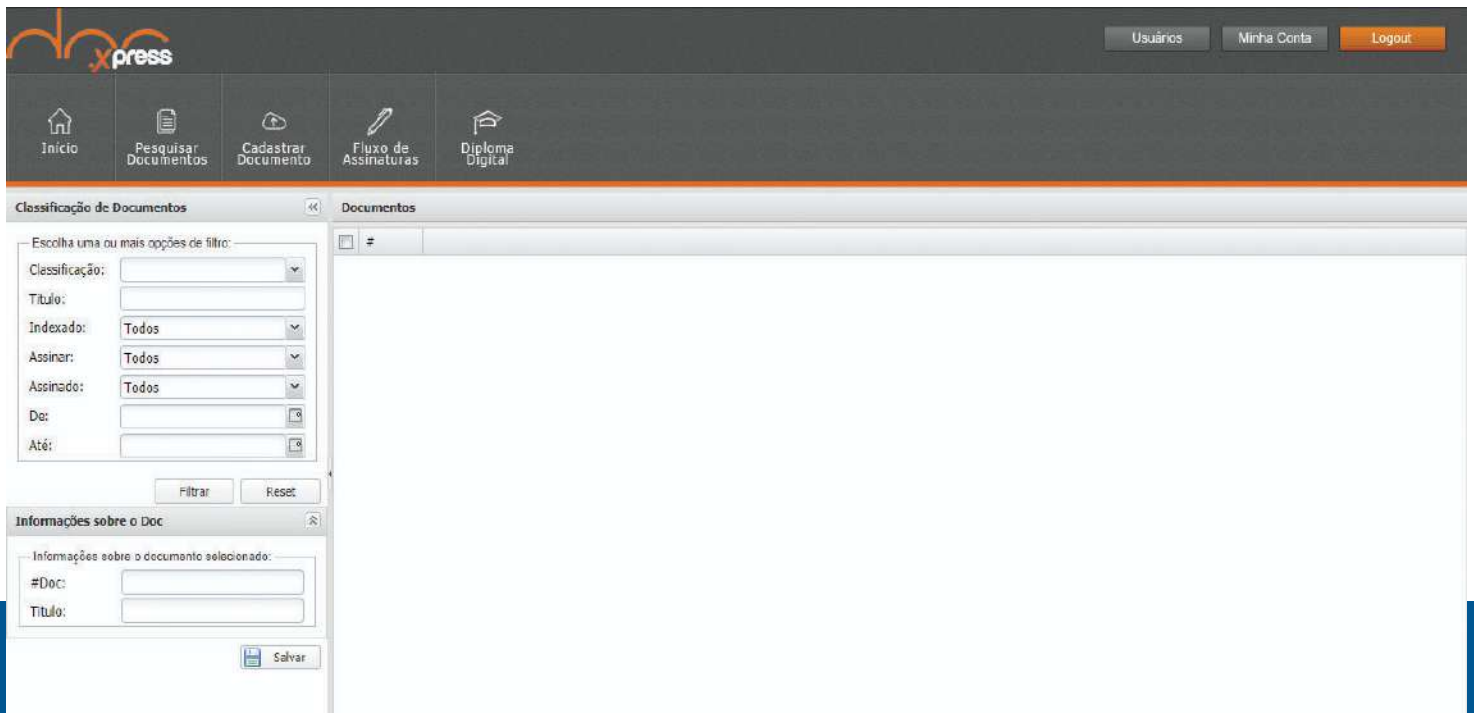 doc
xpress
Usuários
Minha Conta
Logout
Início
Pesquisar
Documentos
Cadastrar
Documento
Fluxo de
Assinaturas
Diploma
Digital
Classificação de Documentos
Escolha uma ou mais opções de filtro:
Classificação:
Título:
Indexado: Todos
Assinar: Todos
Assinado: Todos
De:
Até:
Filtrar
Reset
Informações sobre o Doc
Informações sobre o documento selecionado:
#Doc:
Título:
Salvar
Documentos
#